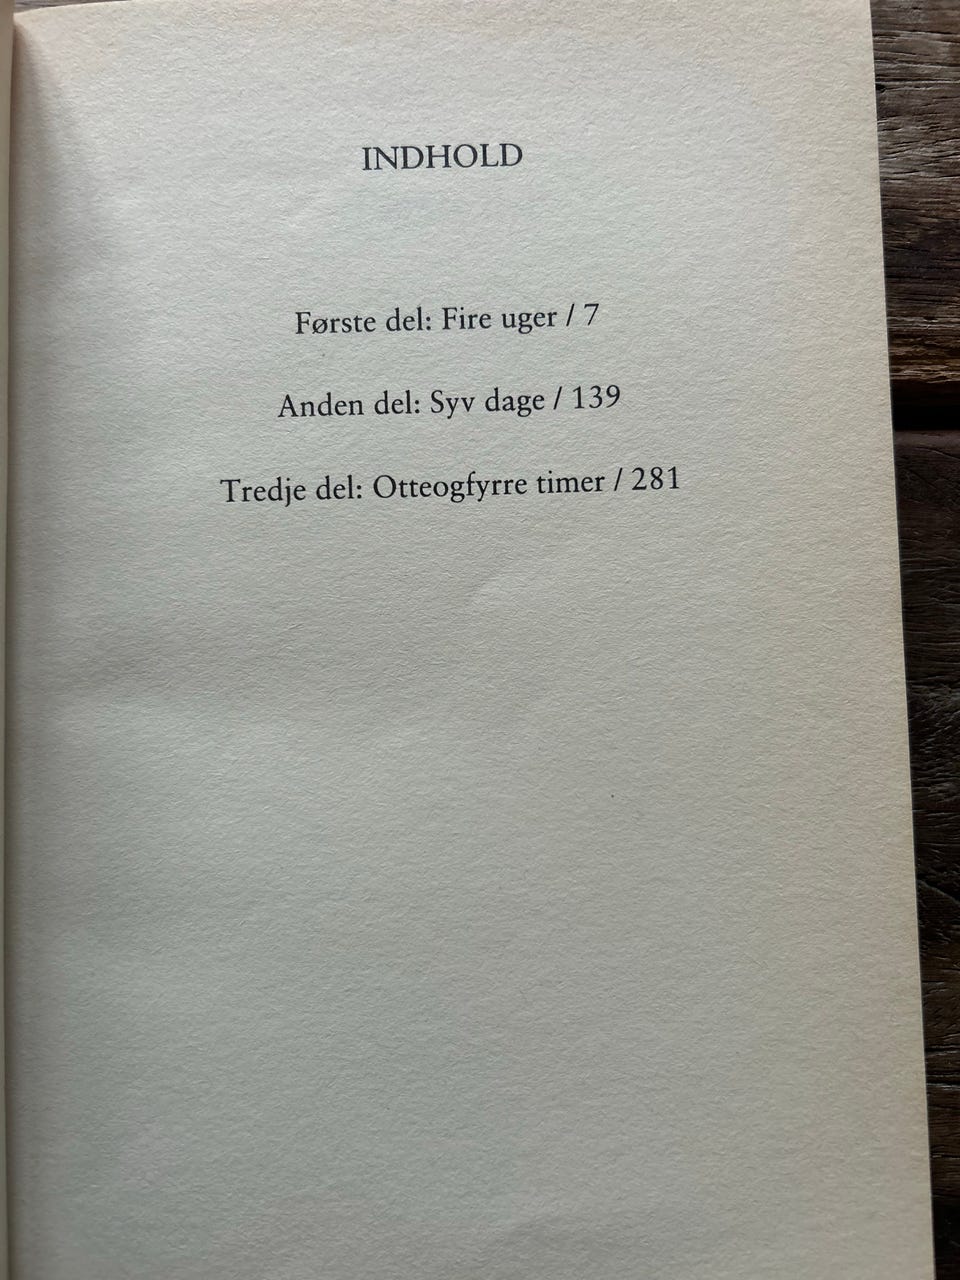 INDHOLD
Første del: Fire uger / 7
Anden del: Syv dage / 139
Tredje del: Otteogfyrre timer / 281